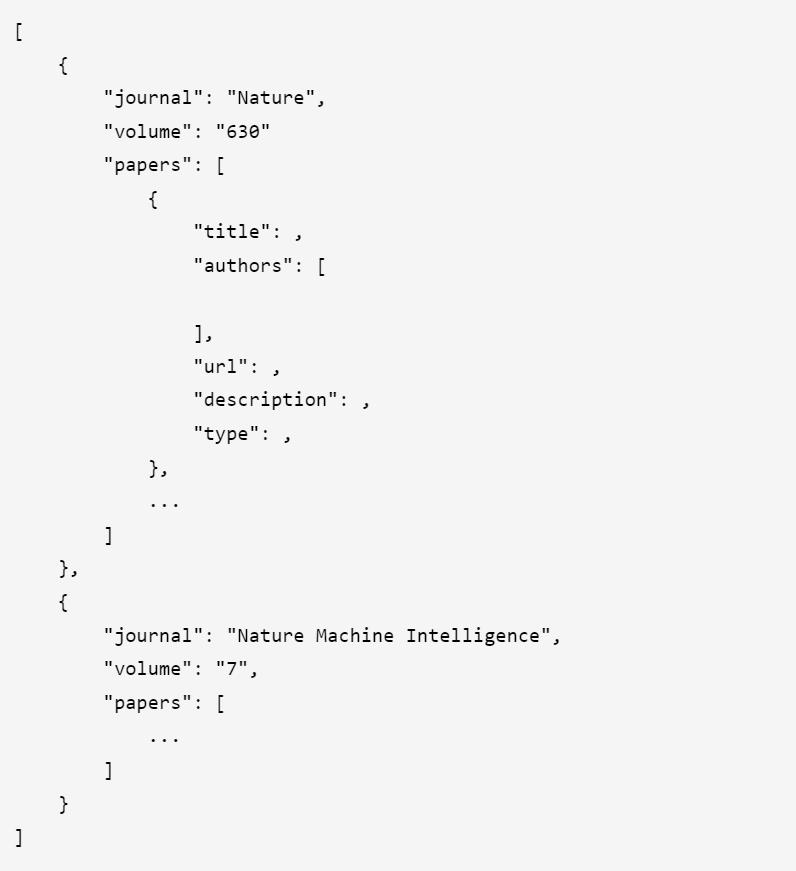 [
    {
        "journal": "Nature",
        "volume": "630"
        "papers": [
            {
                "title": ,
                "authors": [

                ],
                "url": ,
                "description": ,
                "type": ,
            },
            ...
        ]
    },
    {
        "journal": "Nature Machine Intelligence",
        "volume": "7",
        "papers": [
            ...
        ]
    }
]